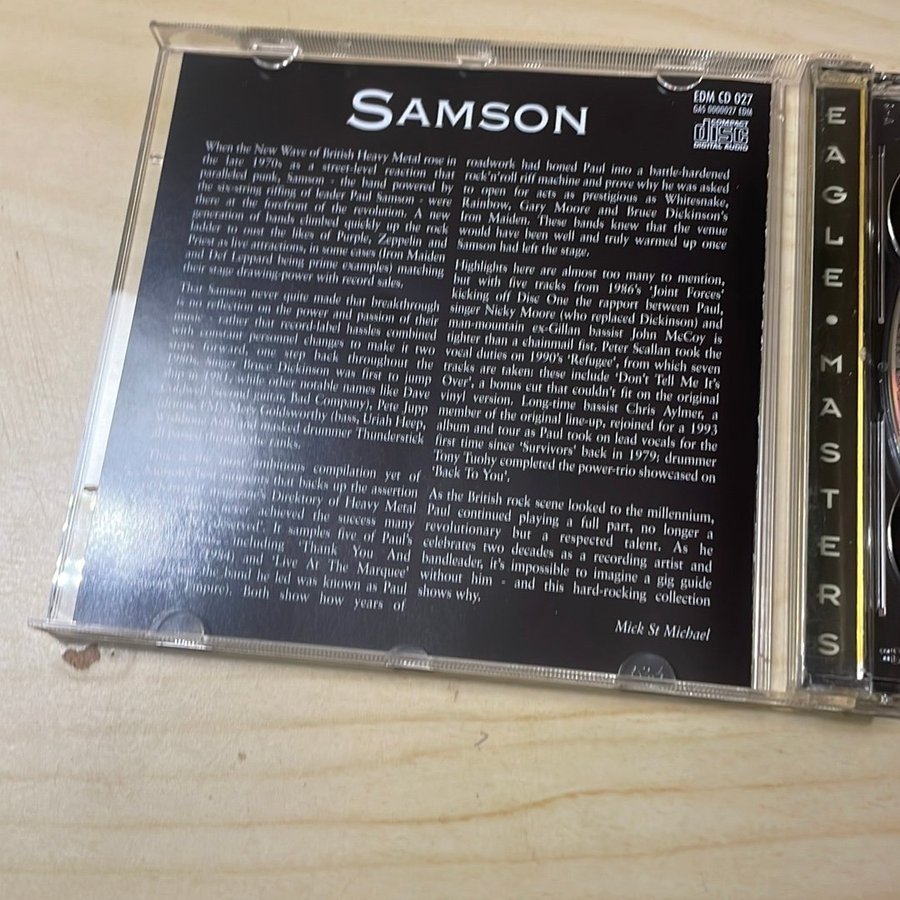 SAMSON
EDM CD 027
GAS 0000027 EDM
COMPACT
disc
DIGITAL AUDIO
When the New Wave of British Heavy Metal rose in
the late 1970s as a street-level reaction that
paralleled punk, Samson - the band powered by
the six-string riffing of leader Paul Samson - were
there at the forefront of the revolution. A new
generation of bands climbed quickly up the rock
ladder to joust the likes of Purple, Zeppelin and
Priest as live attractions, in some cases (Iron Maiden
and Def Leppard being prime examples) matching
their stage drawing-power with record sales.
That Samson never quite made that breakthrough
is no reflection on the power and passion of their
music - rather that record-label hassles combined
with constant personnel changes to make it two
steps forward, one step back throughout the
1980s. Bruce Dickinson was first to jump
while other notable names like Dave
Bad Company), Pete Jupp
Merv Goldsworthy (bass, Uriah Heep,
drummer Thunderstick
all passed through the ranks.
ambitious compilation yet of
backs up the assertion
Direktory of Heavy Metal
achieved the success many
deserved'. It samples five of Paul's
including 'Thank You And
(1984) and 'Live At The Marquee'
band he led was known as Paul
Both show how years of
roadwork had honed Paul into a battle-hardened
rock'n'roll riff machine and prove why he was asked
to open for acts as prestigious as Whitesnake,
Rainbow, Gary Moore and Bruce Dickinson's
Iron Maiden. These bands knew that the venue
would have been well and truly warmed up once
Samson had left the stage.
Highlights here are almost too many to mention,
but with five tracks from 1986's 'Joint Forces'
kicking off Disc One the rapport between Paul,
singer Nicky Moore (who replaced Dickinson) and
man-mountain ex-Gillan bassist John McCoy is
tighter than a chainmail fist. Peter Scallan took the
vocal duties on 1990's 'Refugee', from which seven
tracks are taken: these include 'Don't Tell Me It's
Over', a bonus cut that couldn't fit on the original
vinyl version. Long-time bassist Chris Aylmer, a
member of the original line-up, rejoined for a 1993
album and tour as Paul took on lead vocals for the
first time since 'Survivors' back in 1979; drummer
Tony Tuohy completed the power-trio showcased on
'Back To You'.
As the British rock scene looked to the millennium,
Paul continued playing a full part, no longer a
revolutionary but a respected talent. As he
celebrates two decades as a recording artist and
bandleader, it's impossible to imagine a gig guide
without him - and this hard-rocking collection
shows why.
Mick St Michael
EAGLE • MASTERS